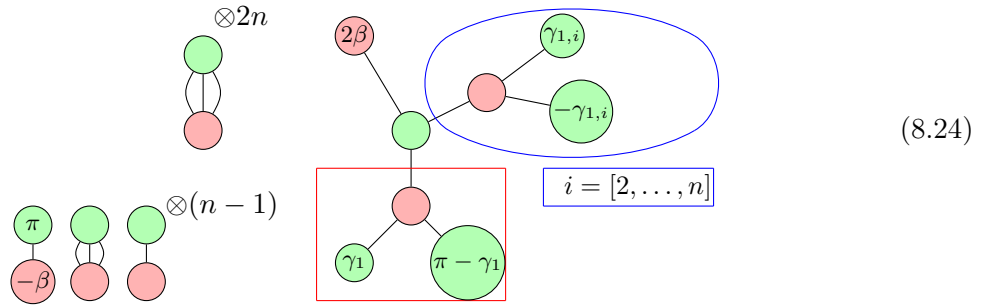 ⊗2n
2β
γ₁,ᵢ
−γ₁,ᵢ
(8.24)
i = [2, . . . , n]
⊗(n − 1)
π
−β
γ₁
π − γ₁